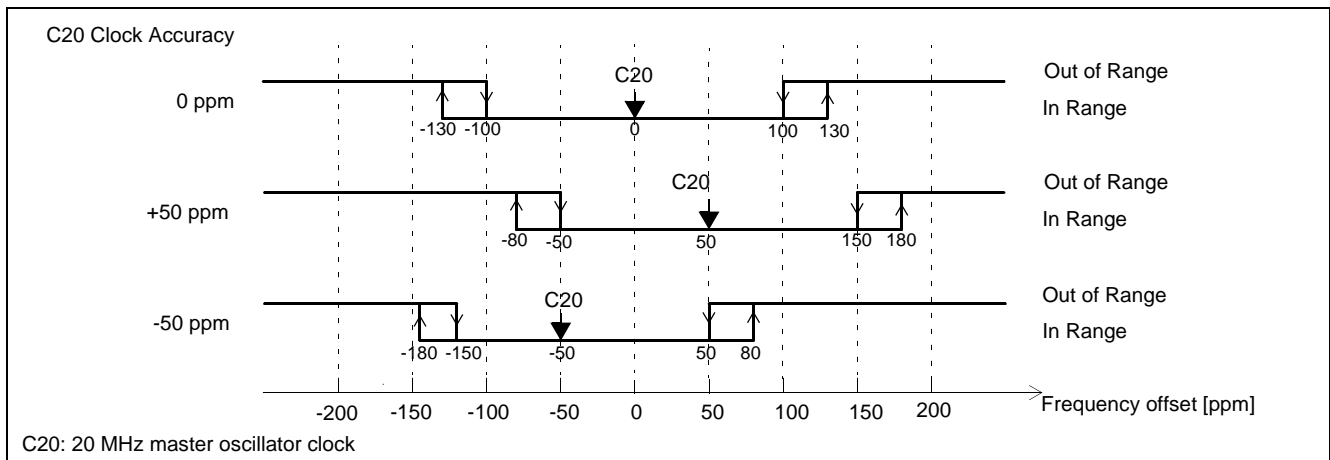 C20 Clock Accuracy
C20
Out of Range
0 ppm
In Range
-130 -100 0 100 130
C20
Out of Range
+50 ppm
In Range
-80 -50 50 150 180
C20
Out of Range
-50 ppm
In Range
-180 -150 -50 50 80
-200 -150 -100 -50 0 50 100 150 200
Frequency offset [ppm]
C20: 20 MHz master oscillator clock